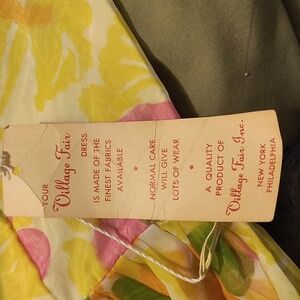 YOUR
Village Fair
DRESS
IS MADE OF THE
FINEST FABRICS
AVAILABLE
•
NORMAL CARE
WILL GIVE
LOTS OF WEAR
•
A QUALITY
PRODUCT OF
Village Fair Inc.
NEW YORK
PHILADELPHIA